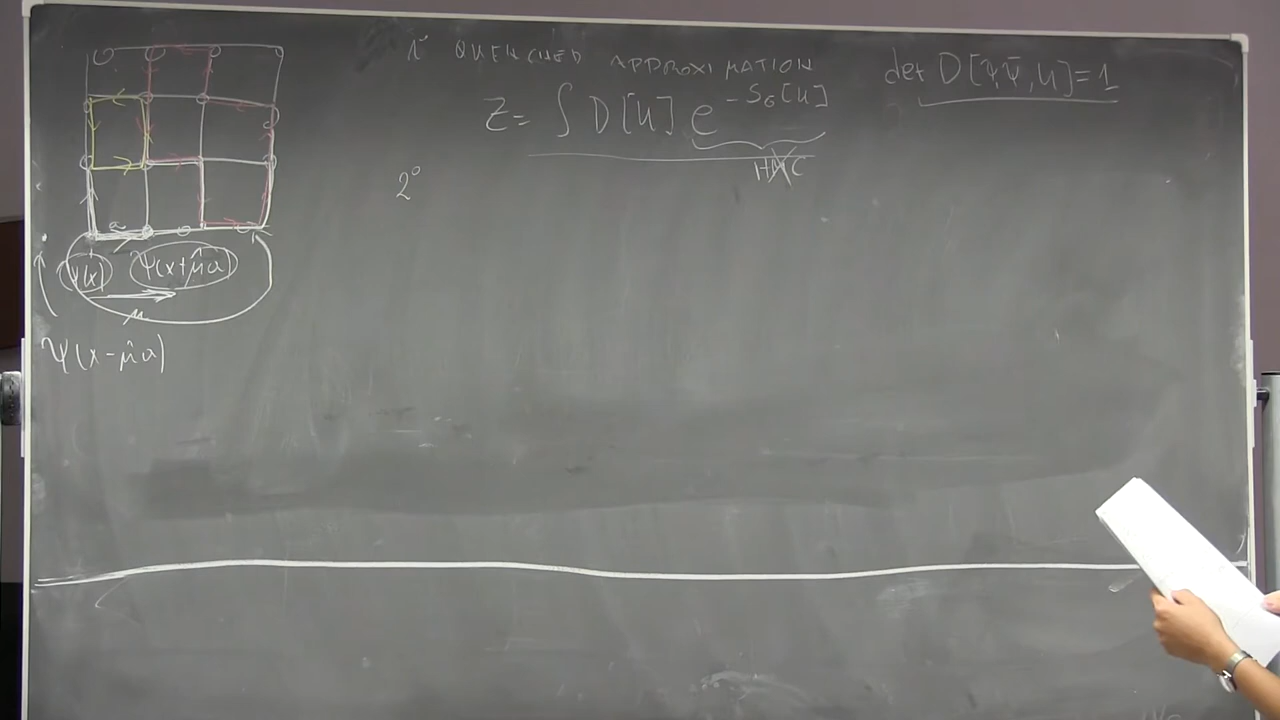 1° QUENCHED APPROXIMATION
det D[Ψ,Ψ̄,U]=1
Z= ∫ D[U] e^{-S_G[U]}
HMC
2°
a
Ψ(x) Ψ(x+μ̂a)
μ
Ψ(x-μ̂a)